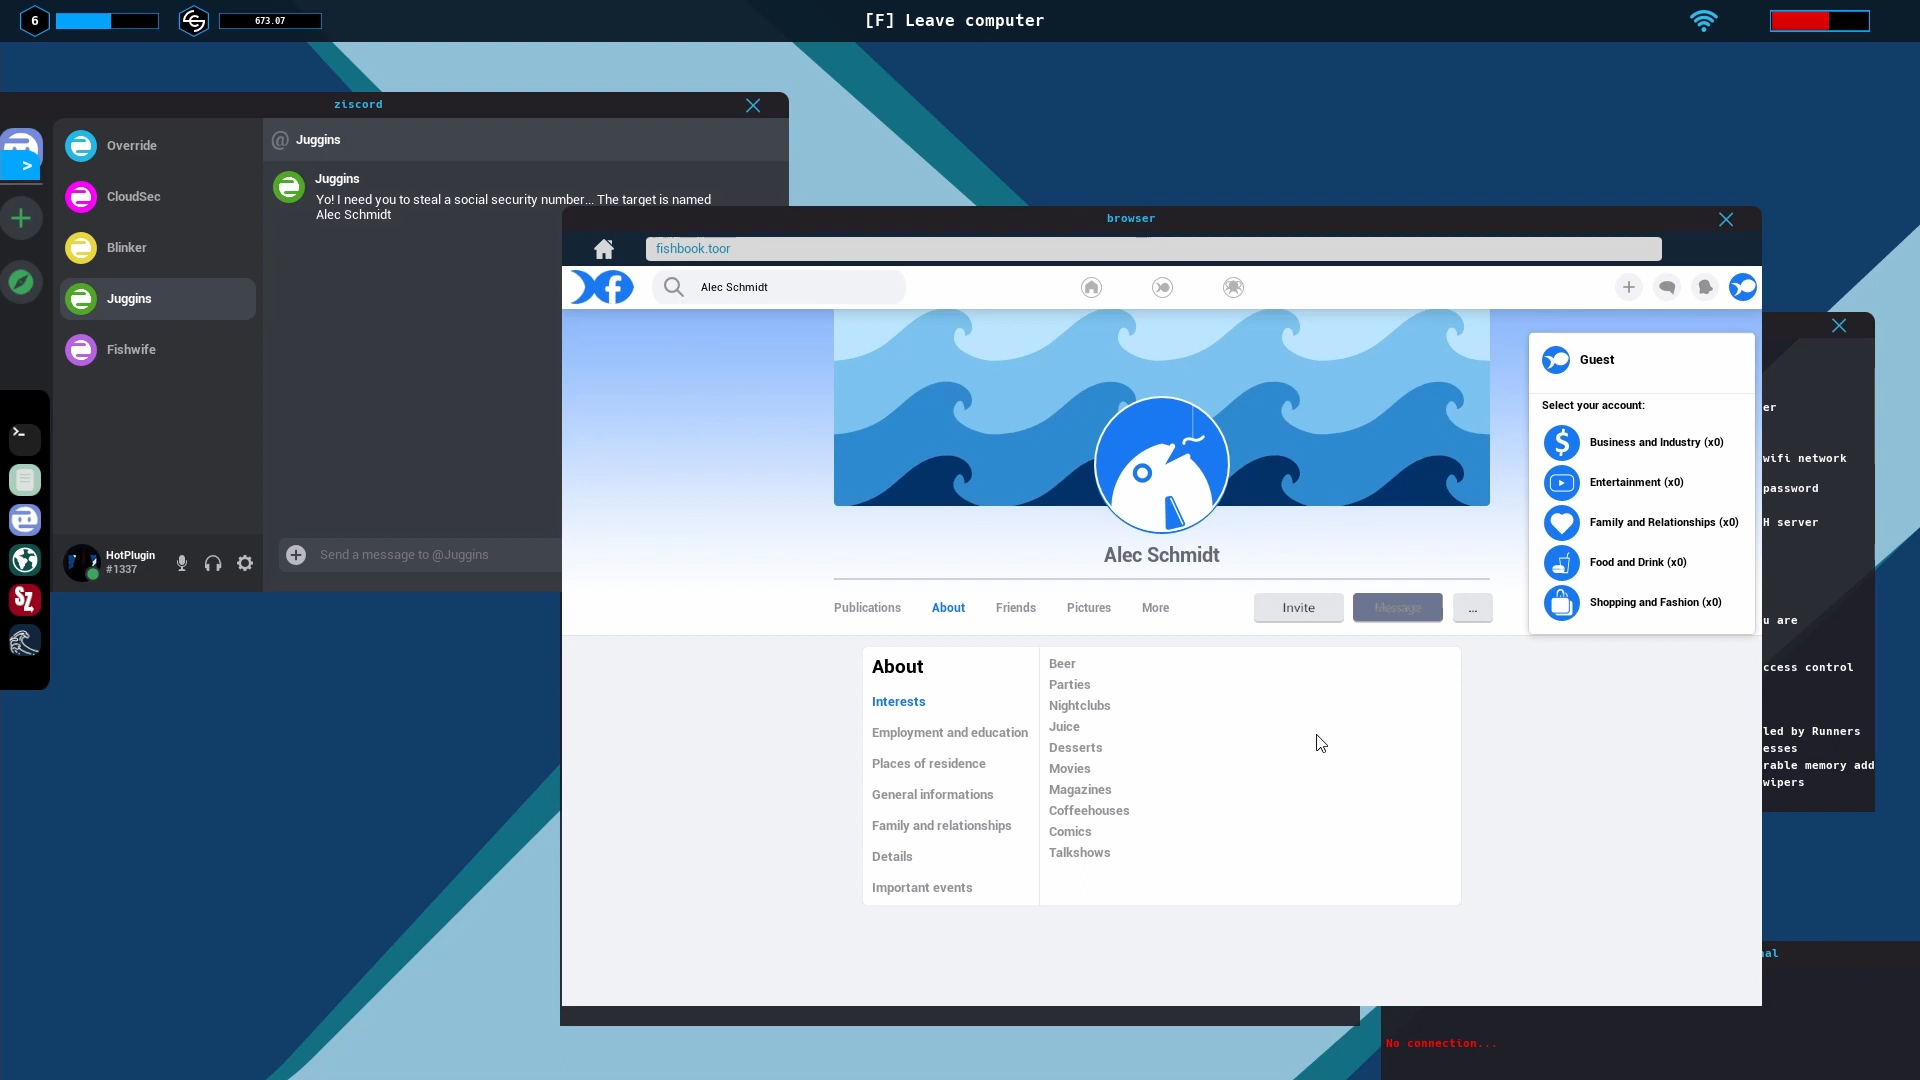 6
673.07
[F] Leave computer
ziscord
Override
CloudSec
Blinker
Juggins
Fishwife
HotPlugin
#1337
@ Juggins
Juggins
Yo! I need you to steal a social security number... The target is named
Alec Schmidt
Send a message to @Juggins
browser
fishbook.toor
Alec Schmidt
Guest
Select your account:
Business and Industry (x0)
Entertainment (x0)
Family and Relationships (x0)
Food and Drink (x0)
Shopping and Fashion (x0)
Alec Schmidt
Publications
About
Friends
Pictures
More
Invite
Message
...
About
Interests
Employment and education
Places of residence
General informations
Family and relationships
Details
Important events
Beer
Parties
Nightclubs
Juice
Desserts
Movies
Magazines
Coffeehouses
Comics
Talkshows
er
wifi network
password
H server
u are
ccess control
led by Runners
esses
rable memory add
wipers
al
No connection...
SZ